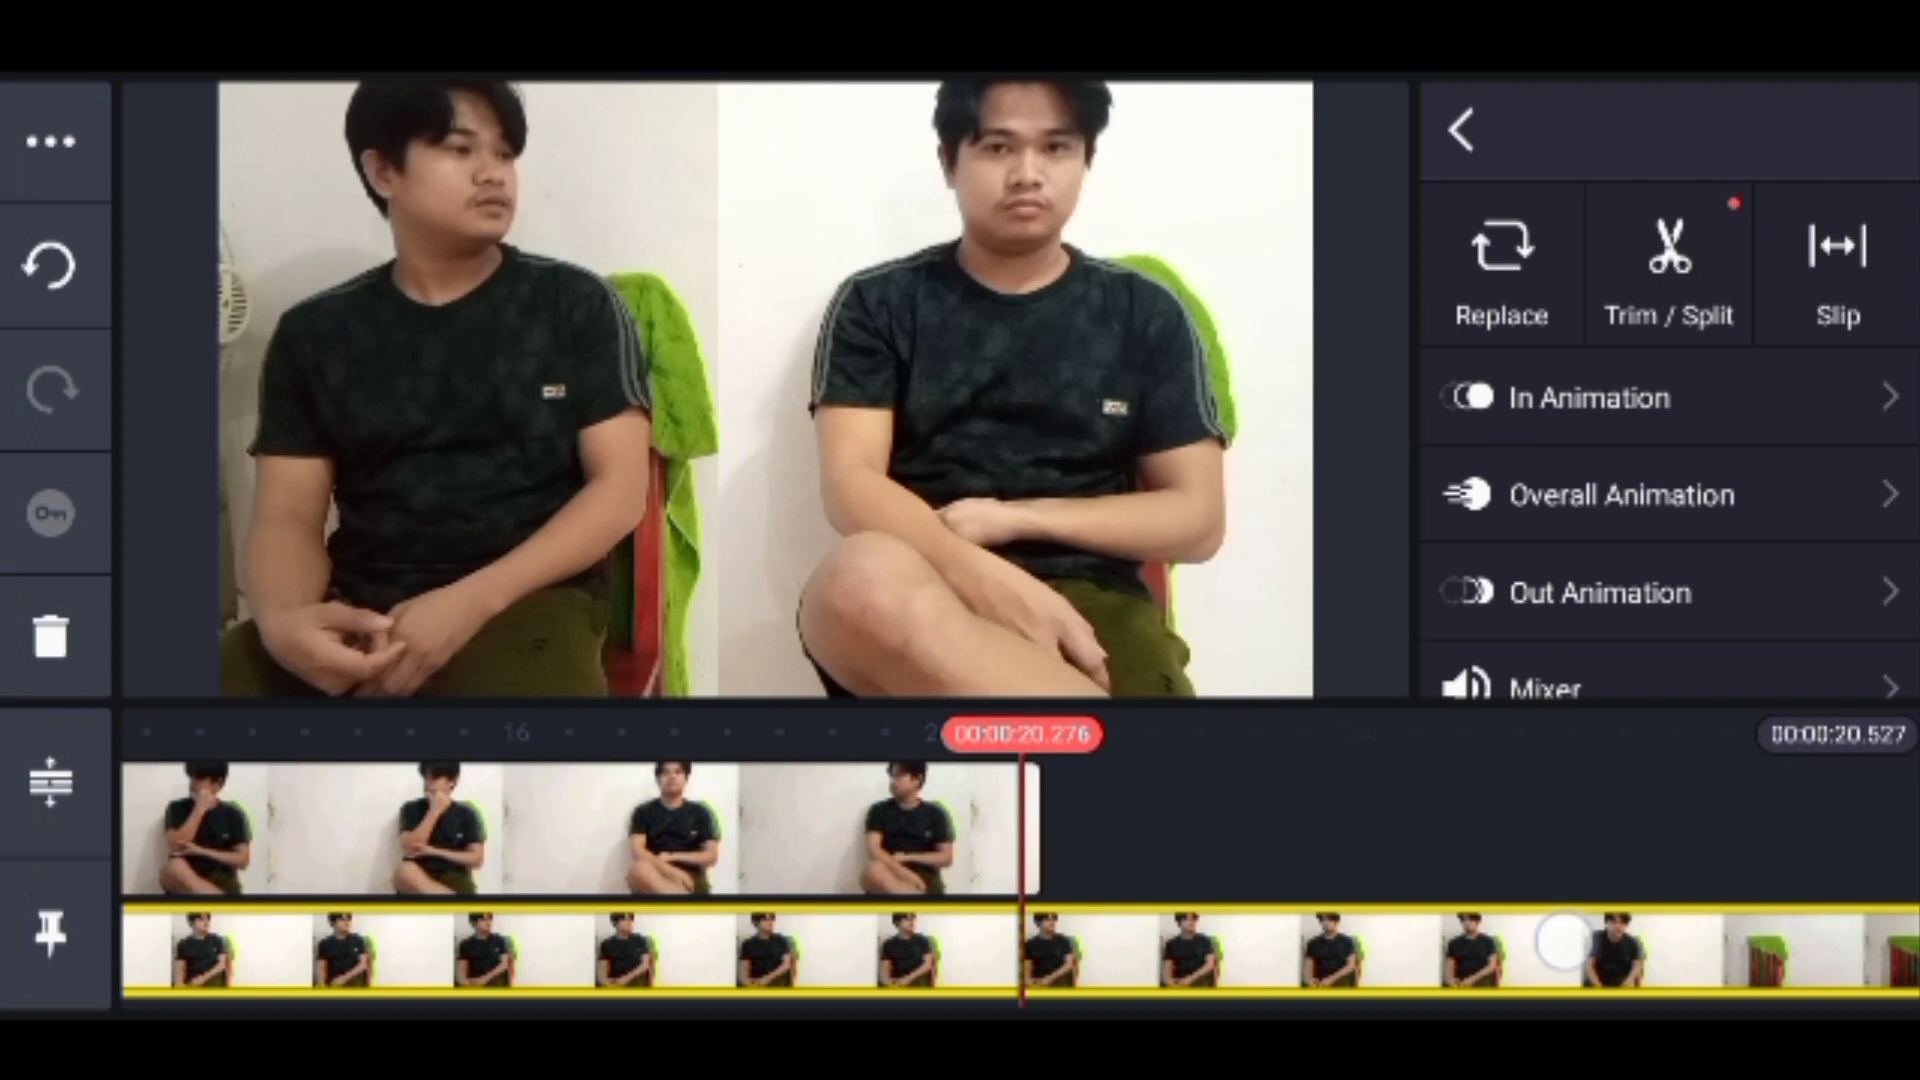 Replace
Trim / Split
Slip
In Animation
Overall Animation
Out Animation
Mixer
16
00:00:20.276
00:00:20.527